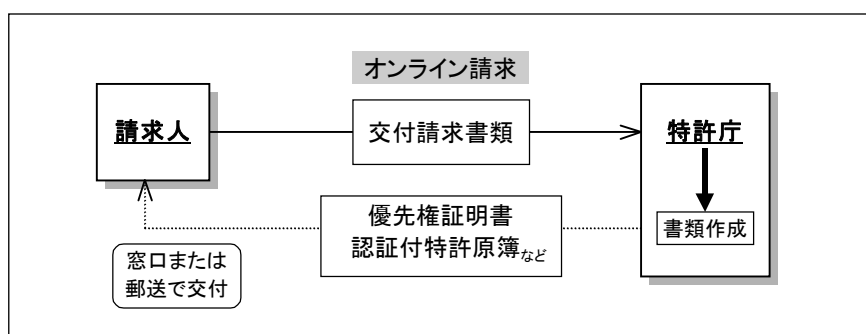 オンライン請求
請求人
交付請求書類
特許庁
書類作成
優先権証明書
認証付特許原簿など
窓口または
郵送で交付